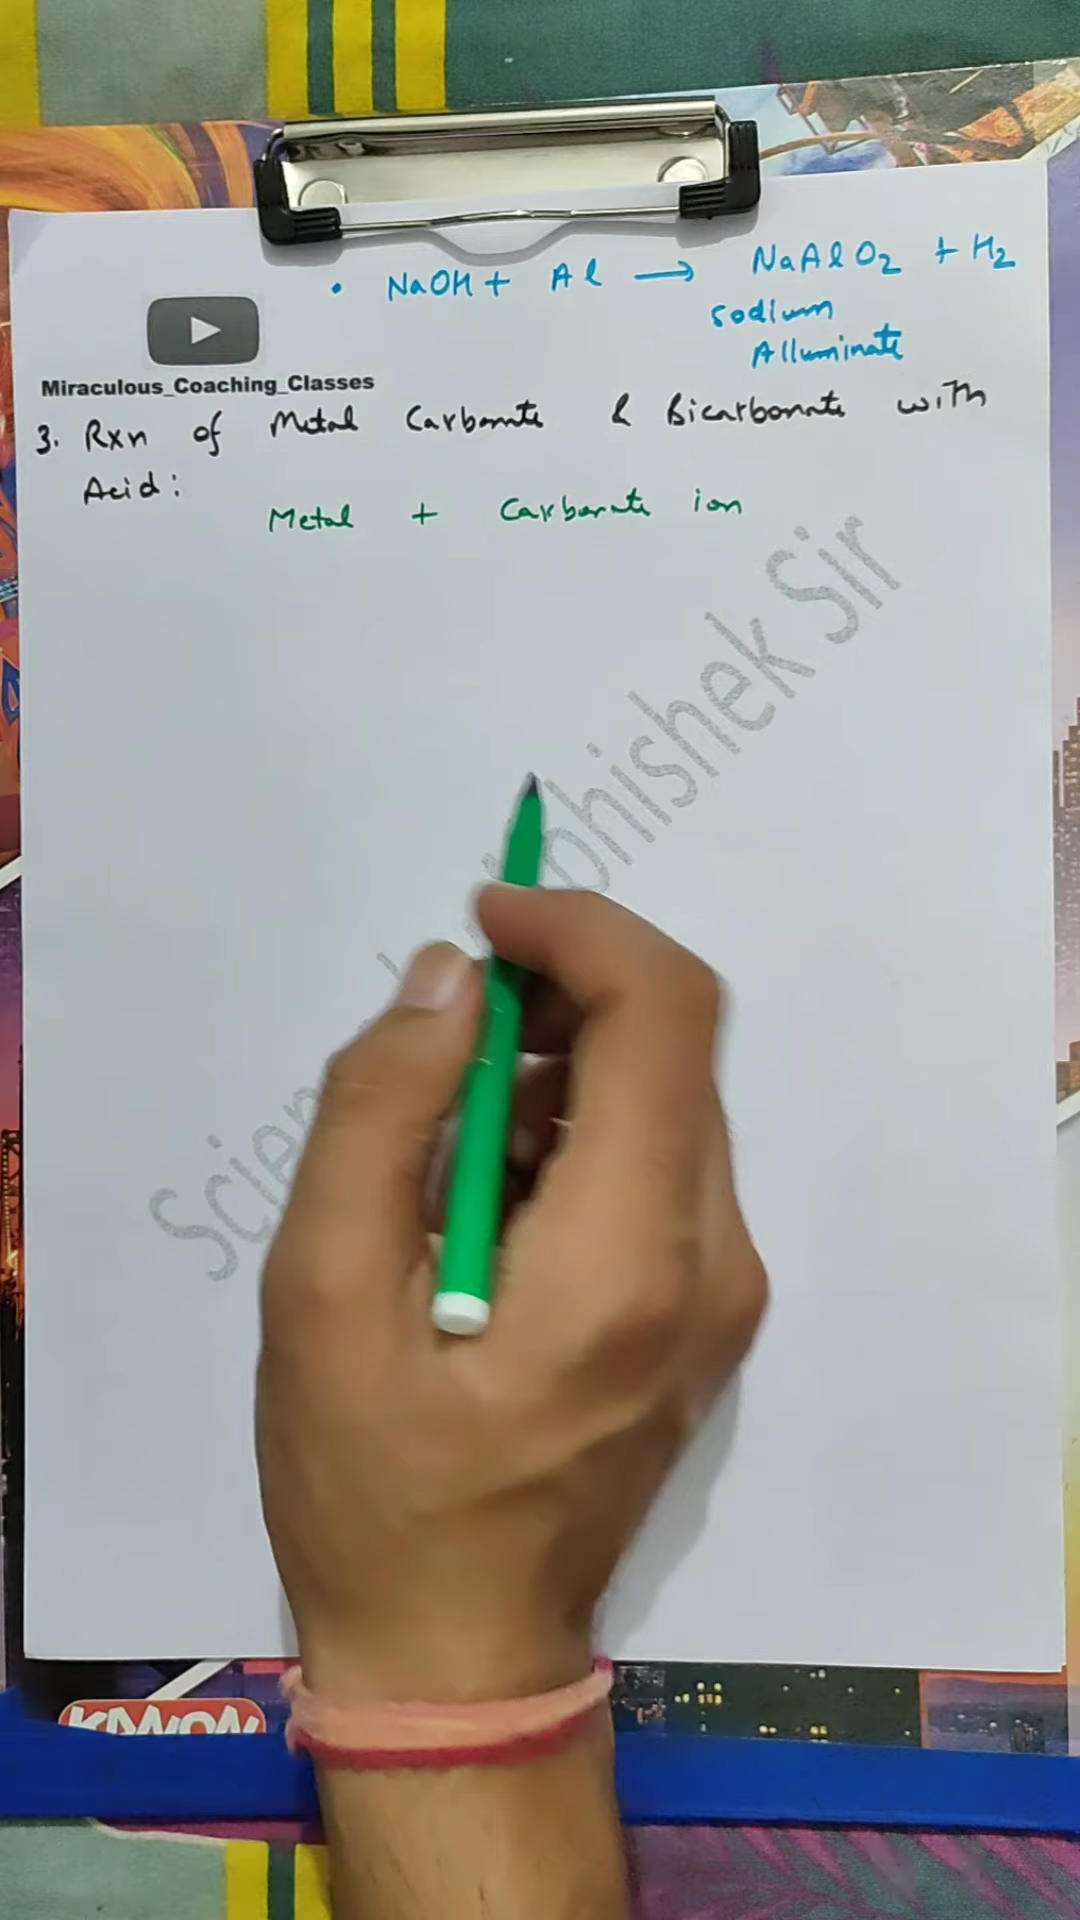 • NaOH + Al → NaAlO2 + H2
sodium
Alluminate
Miraculous_Coaching_Classes
3. Rxn of Metal Carbonate & Bicarbonate with
Acid:
Metal + Carbonate ion
Abhishek Sir